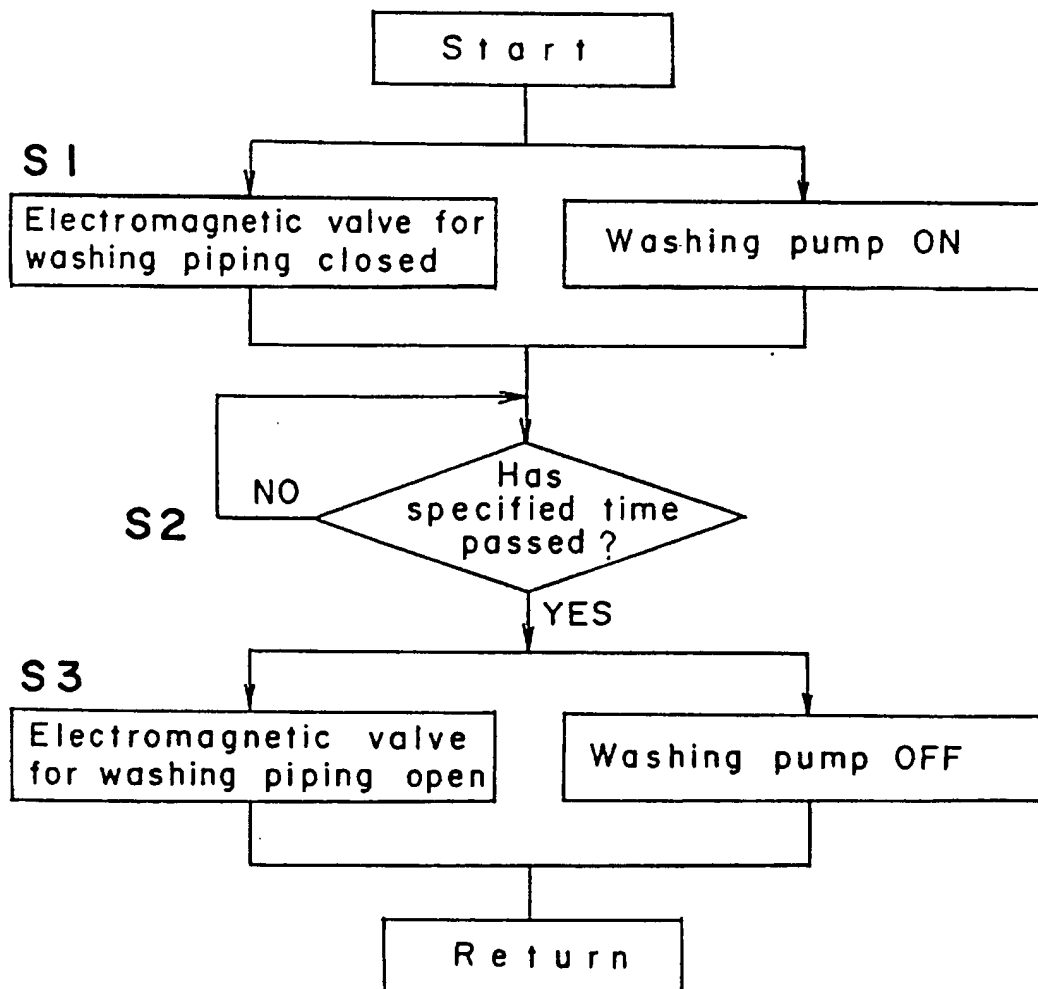 Start
S1
Electromagnetic valve for
washing piping closed
Washing pump ON
Has
specified time
passed?
NO
S2
YES
S3
Electromagnetic valve
for washing piping open
Washing pump OFF
Return